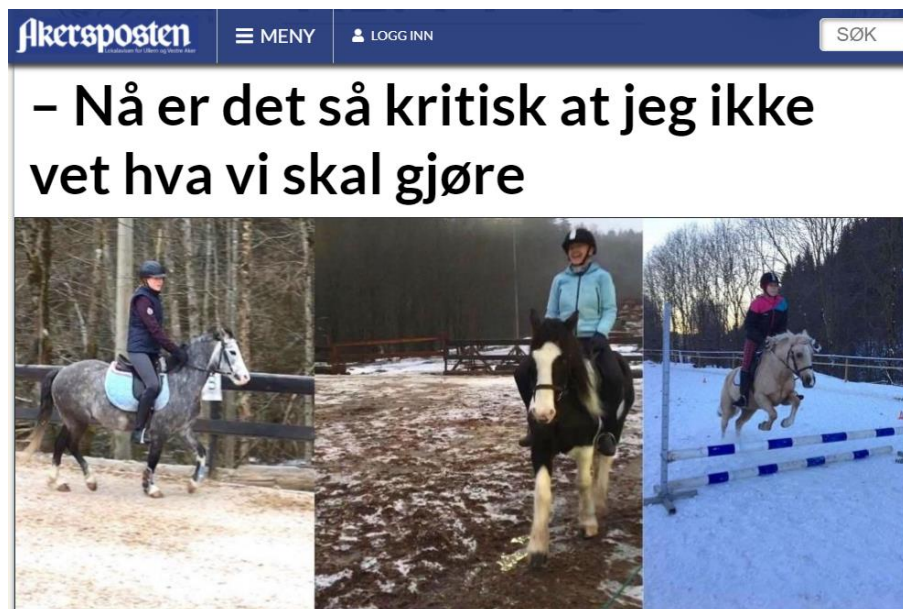 Akersposten
Lokalavisen for Ullern og Vestre Aker
MENY
LOGG INN
SØK
– Nå er det så kritisk at jeg ikke
vet hva vi skal gjøre